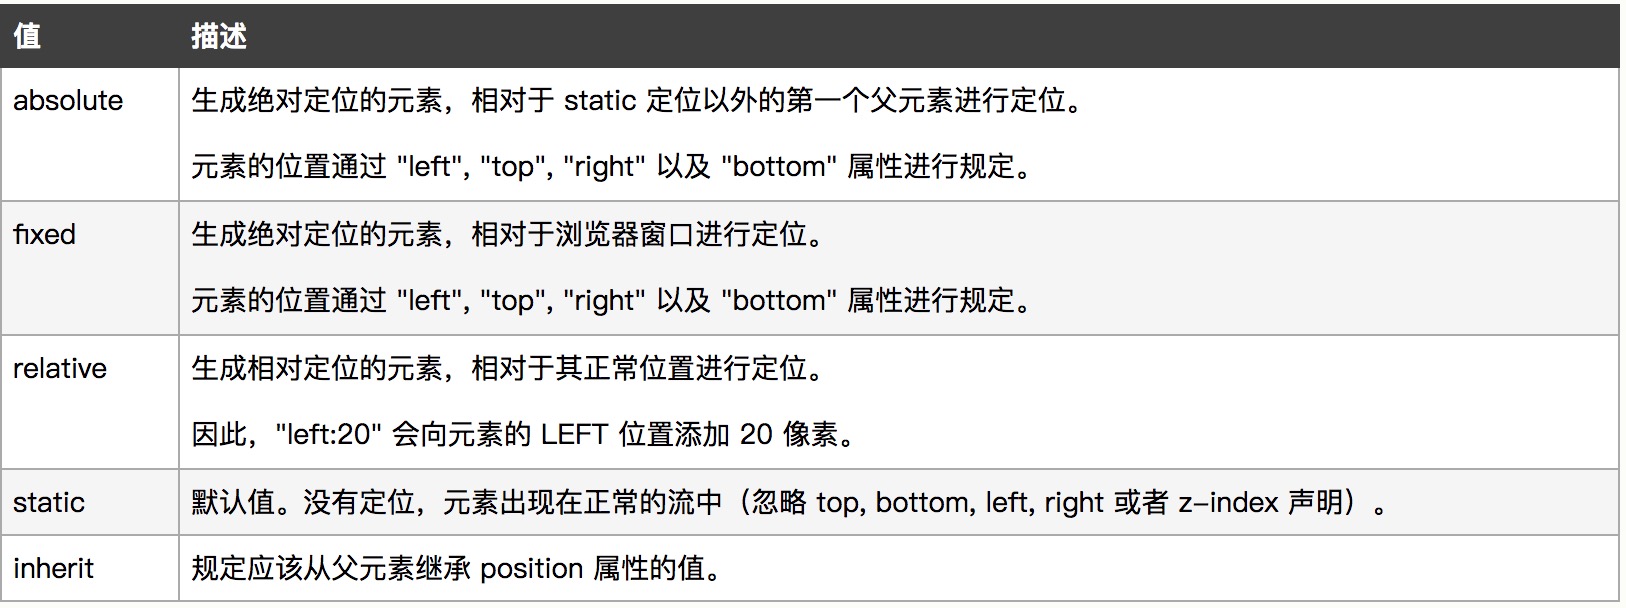 值 描述
absolute 生成绝对定位的元素，相对于 static 定位以外的第一个父元素进行定位。
元素的位置通过 "left", "top", "right" 以及 "bottom" 属性进行规定。
fixed 生成绝对定位的元素，相对于浏览器窗口进行定位。
元素的位置通过 "left", "top", "right" 以及 "bottom" 属性进行规定。
relative 生成相对定位的元素，相对于其正常位置进行定位。
因此，"left:20" 会向元素的 LEFT 位置添加 20 像素。
static 默认值。没有定位，元素出现在正常的流中（忽略 top, bottom, left, right 或者 z-index 声明）。
inherit 规定应该从父元素继承 position 属性的值。